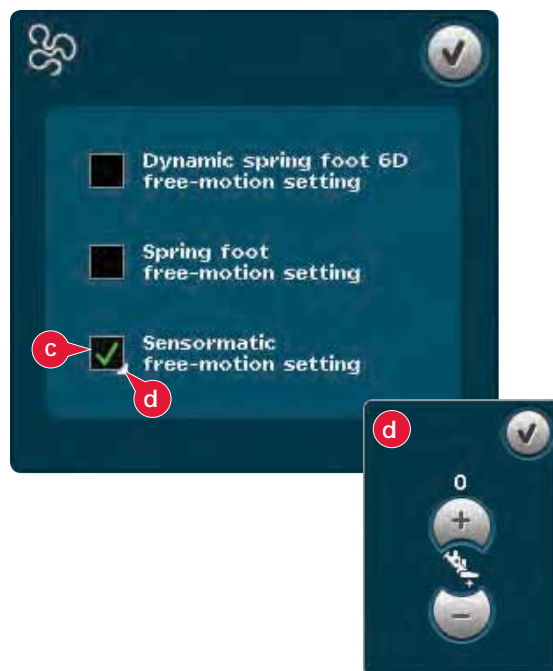 Dynamic spring foot 6D
free-motion setting
Spring foot
free-motion setting
c
Sensormatic
free-motion setting
d
d
0
+
−